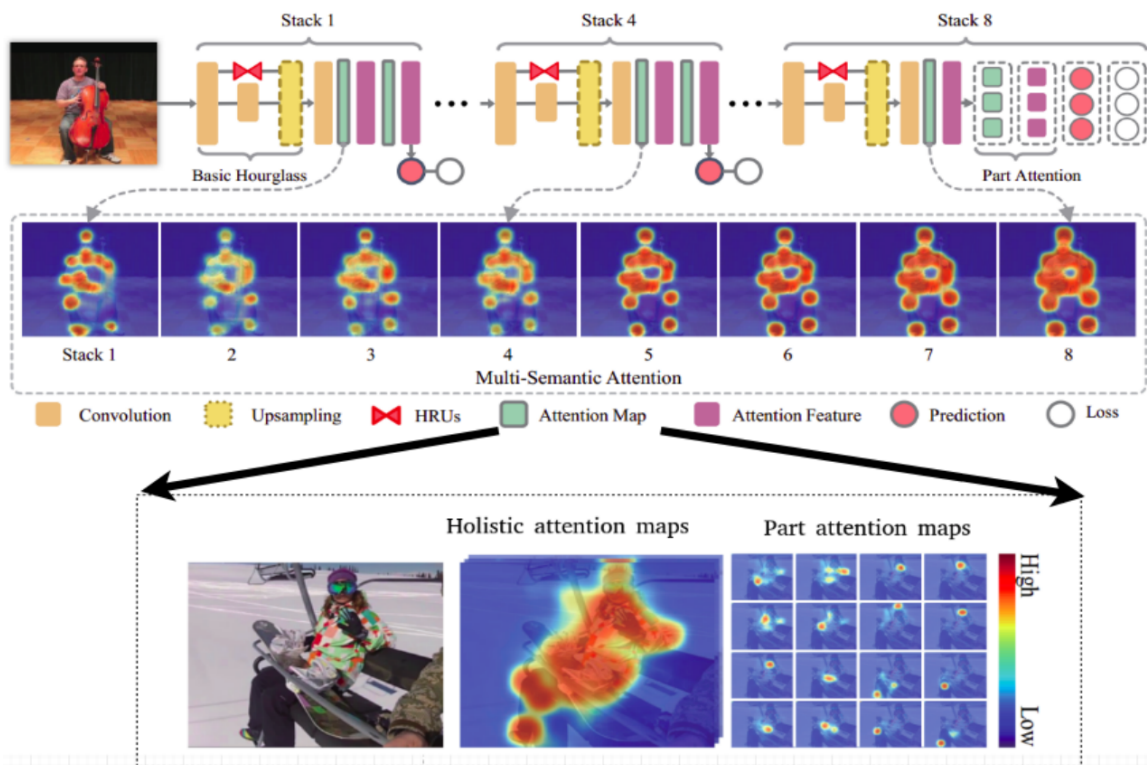 Stack 1
Stack 4
Stack 8
Basic Hourglass
Part Attention
Stack 1 2 3 4 5 6 7 8
Multi-Semantic Attention
Convolution Upsampling HRUs Attention Map Attention Feature Prediction Loss
Holistic attention maps
Part attention maps
High
Low